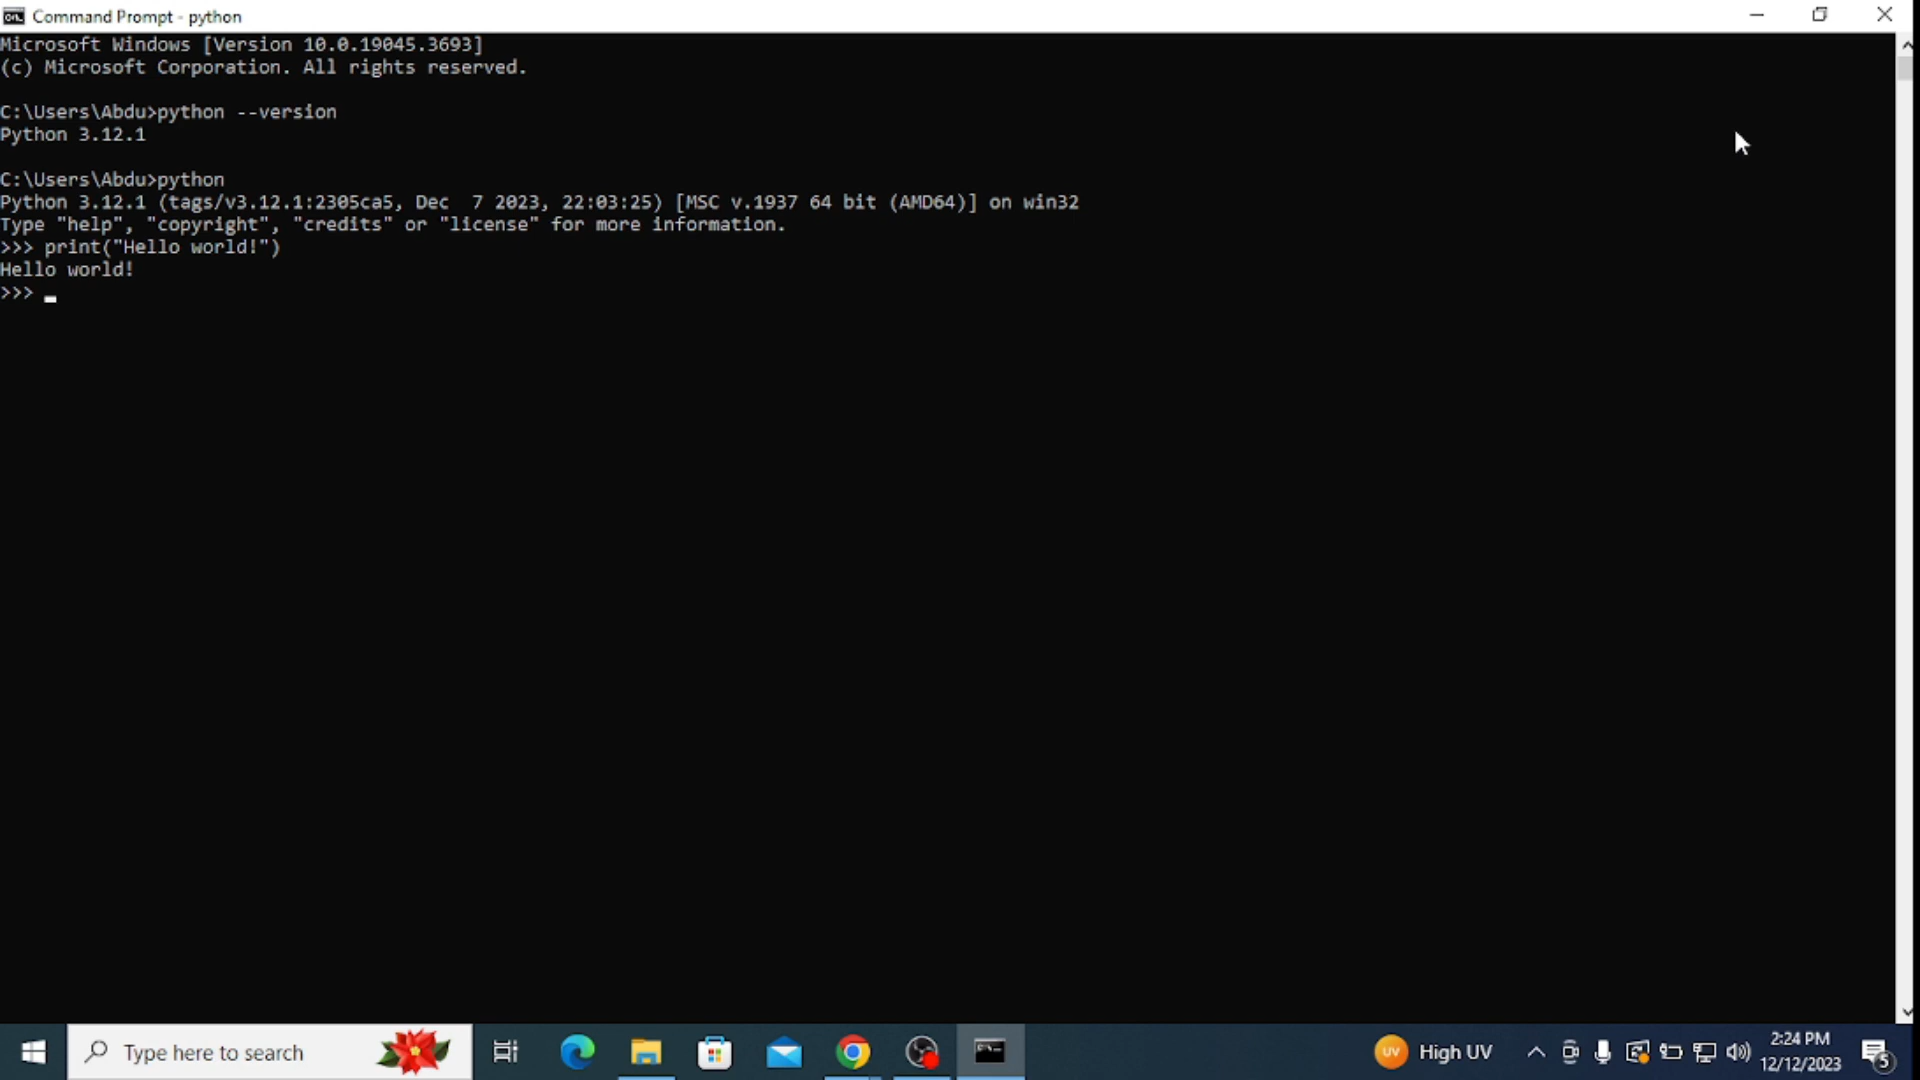 Command Prompt - python
Microsoft Windows [Version 10.0.19045.3693]
(c) Microsoft Corporation. All rights reserved.
C:\Users\Abdu>python --version
Python 3.12.1
C:\Users\Abdu>python
Python 3.12.1 (tags/v3.12.1:2305ca5, Dec  7 2023, 22:03:25) [MSC v.1937 64 bit (AMD64)] on win32
Type "help", "copyright", "credits" or "license" for more information.
>>> print("Hello world!")
Hello world!
>>>
Type here to search
UV High UV
2:24 PM
12/12/2023
5